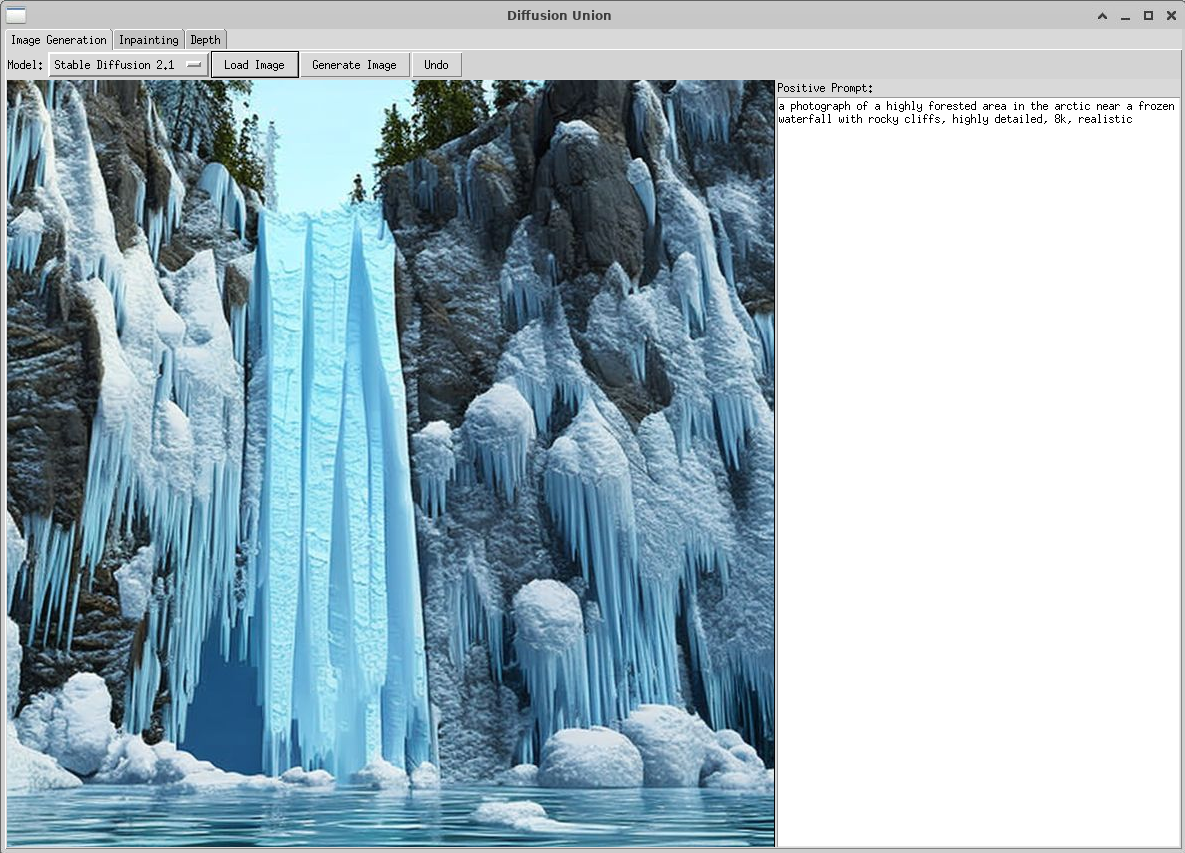 Diffusion Union
Image Generation Inpainting Depth
Model: Stable Diffusion 2.1 Load Image Generate Image Undo
Positive Prompt:
a photograph of a highly forested area in the arctic near a frozen
waterfall with rocky cliffs, highly detailed, 8k, realistic